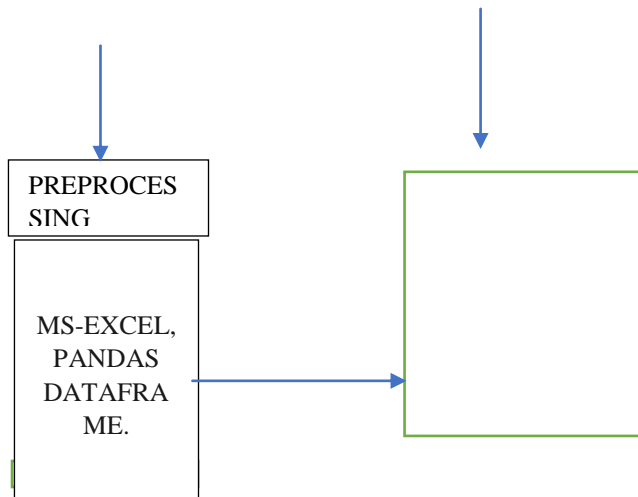 PREPROCES
SING
MS-EXCEL,
PANDAS
DATAFRA
ME.